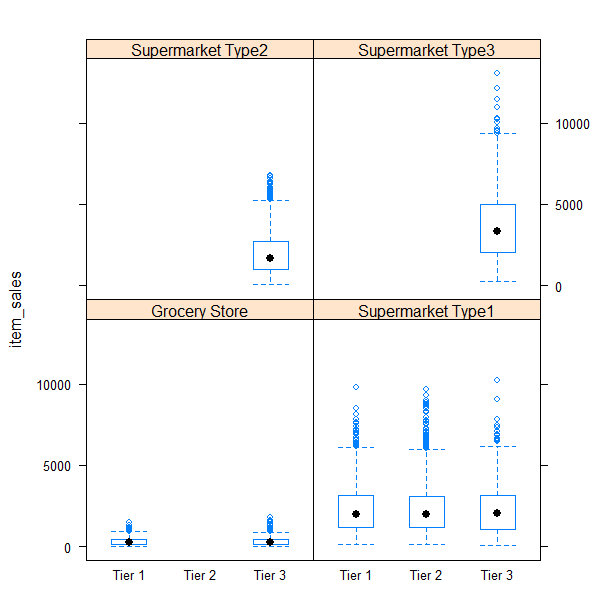 Supermarket Type2 Supermarket Type3
10000
5000
0
item_sales
Grocery Store Supermarket Type1
10000
5000
0
Tier 1 Tier 2 Tier 3 Tier 1 Tier 2 Tier 3